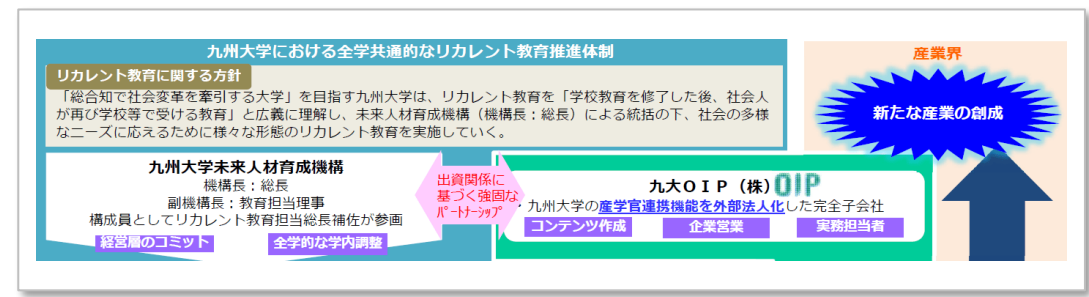 九州大学における全学共通的なリカレント教育推進体制
リカレント教育に関する方針
「総合知で社会変革を牽引する大学」を目指す九州大学は、リカレント教育を「学校教育を修了した後、社会人
が再び学校等で受ける教育」と広義に理解し、未来人材育成機構（機構長：総長）による統括の下、社会の多様
なニーズに応えるために様々な形態のリカレント教育を実施していく。
九州大学未来人材育成機構
機構長：総長
副機構長：教育担当理事
構成員としてリカレント教育担当総長補佐が参画
経営層のコミット
全学的な学内調整
出資関係に
基づく強固な
パートナーシップ
九大ＯＩＰ（株）OIP
・九州大学の産学官連携機能を外部法人化した完全子会社
コンテンツ作成
企業営業
実務担当者
産業界
新たな産業の創成